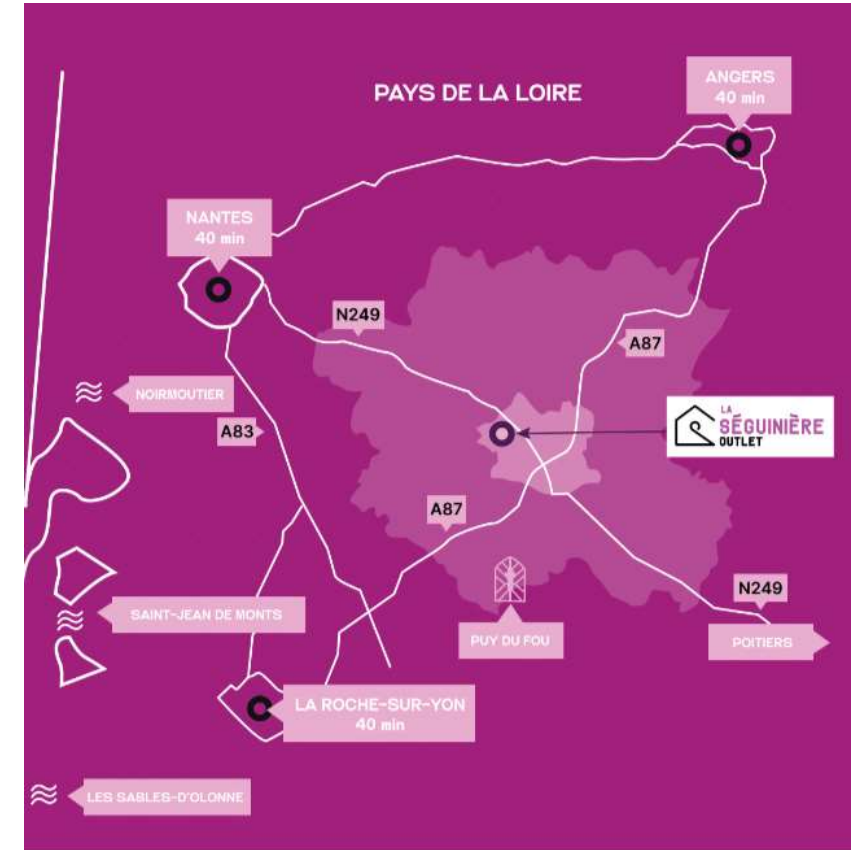 ANGERS
40 min
PAYS DE LA LOIRE
NANTES
40 min
N249
A87
NOIRMOUTIER
A83
LA
SÉGUINIÈRE
OUTLET
A87
N249
SAINT-JEAN DE MONTS
PUY DU FOU
POITIERS
LA ROCHE-SUR-YON
40 min
LES SABLES-D'OLONNE